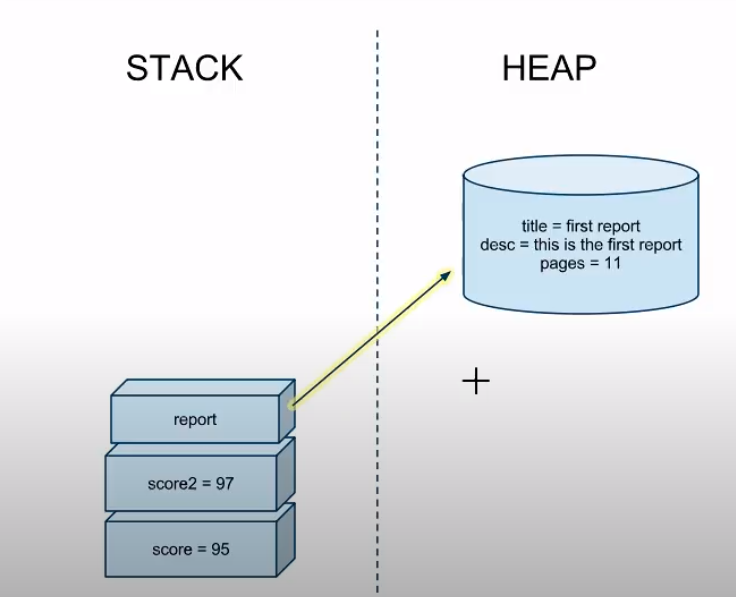 STACK
HEAP
title = first report
desc = this is the first report
pages = 11
report
score2 = 97
score = 95